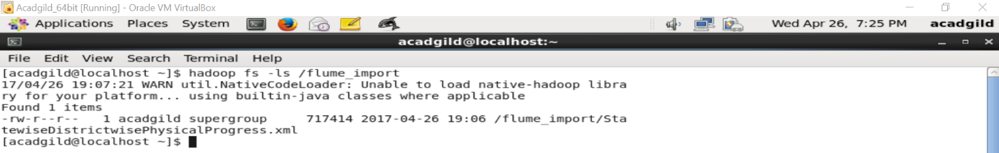 Acadgild_64bit [Running] - Oracle VM VirtualBox
Applications Places System Wed Apr 26, 7:25 PM acadgild
acadgild@localhost:~
File Edit View Search Terminal Help
[acadgild@localhost ~]$ hadoop fs -ls /flume_import
17/04/26 19:07:21 WARN util.NativeCodeLoader: Unable to load native-hadoop libra
ry for your platform... using builtin-java classes where applicable
Found 1 items
-rw-r--r--   1 acadgild supergroup     717414 2017-04-26 19:06 /flume_import/Sta
tewiseDistrictwisePhysicalProgress.xml
[acadgild@localhost ~]$